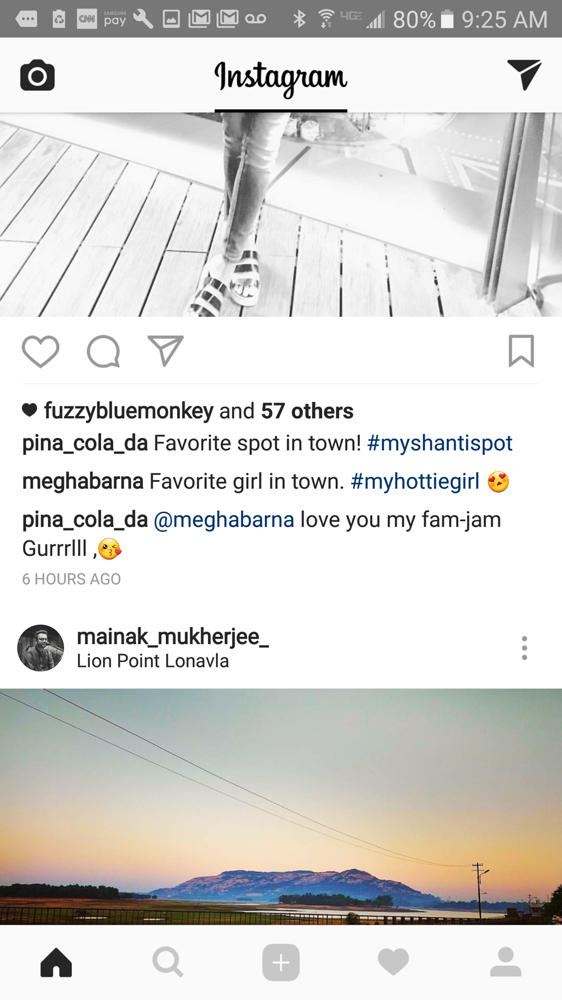 CNN SAMSUNG pay 4G LTE 80% 9:25 AM
Instagram
fuzzybluemonkey and 57 others
pina_cola_da Favorite spot in town! #myshantispot
meghabarna Favorite girl in town. #myhottiegirl 😍
pina_cola_da @meghabarna love you my fam-jam
Gurrrlll ,😘
6 HOURS AGO
mainak_mukherjee_
Lion Point Lonavla